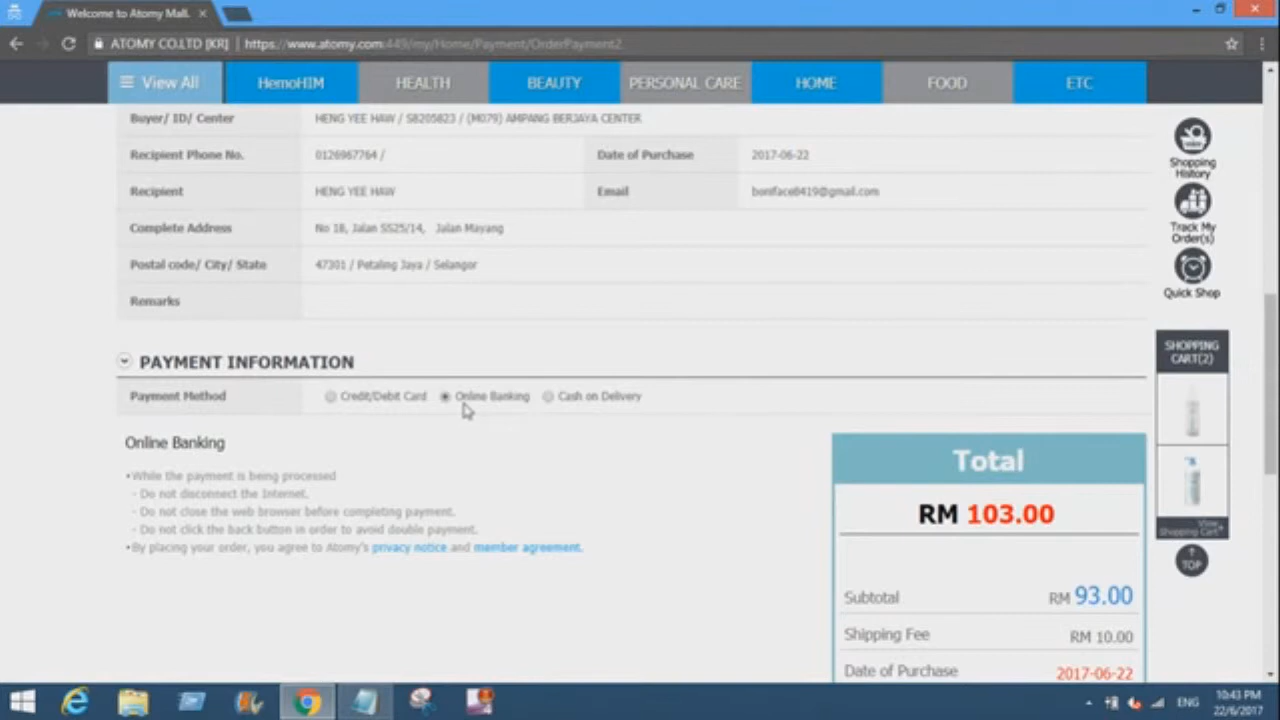 Welcome to Atomy Mall.
ATOMY CO.LTD [KR] https://www.atomy.com:449/my/Home/Payment/OrderPayment2
View All HemoHIM HEALTH BEAUTY PERSONAL CARE HOME FOOD ETC
Buyer/ ID/ Center HENG YEE HAW / S8205823 / (M079) AMPANG BERJAYA CENTER
Recipient Phone No. 0126967764 / Date of Purchase 2017-06-22
Recipient HENG YEE HAW Email boniface8419@gmail.com
Complete Address No 18, Jalan SS25/14, Jalan Mayang
Postal code/ City/ State 47301 / Petaling Jaya / Selangor
Remarks
Shopping
History
Track My
Order(s)
Quick Shop
SHOPPING
CART(2)
View
Shopping Cart
TOP
PAYMENT INFORMATION
Payment Method Credit/Debit Card Online Banking Cash on Delivery
Online Banking
•While the payment is being processed
- Do not disconnect the Internet.
- Do not close the web browser before completing payment.
- Do not click the back button in order to avoid double payment.
•By placing your order, you agree to Atomy's privacy notice and member agreement.
Total
RM 103.00
Subtotal RM 93.00
Shipping Fee RM 10.00
Date of Purchase 2017-06-22
ENG
10:43 PM
22/6/2017